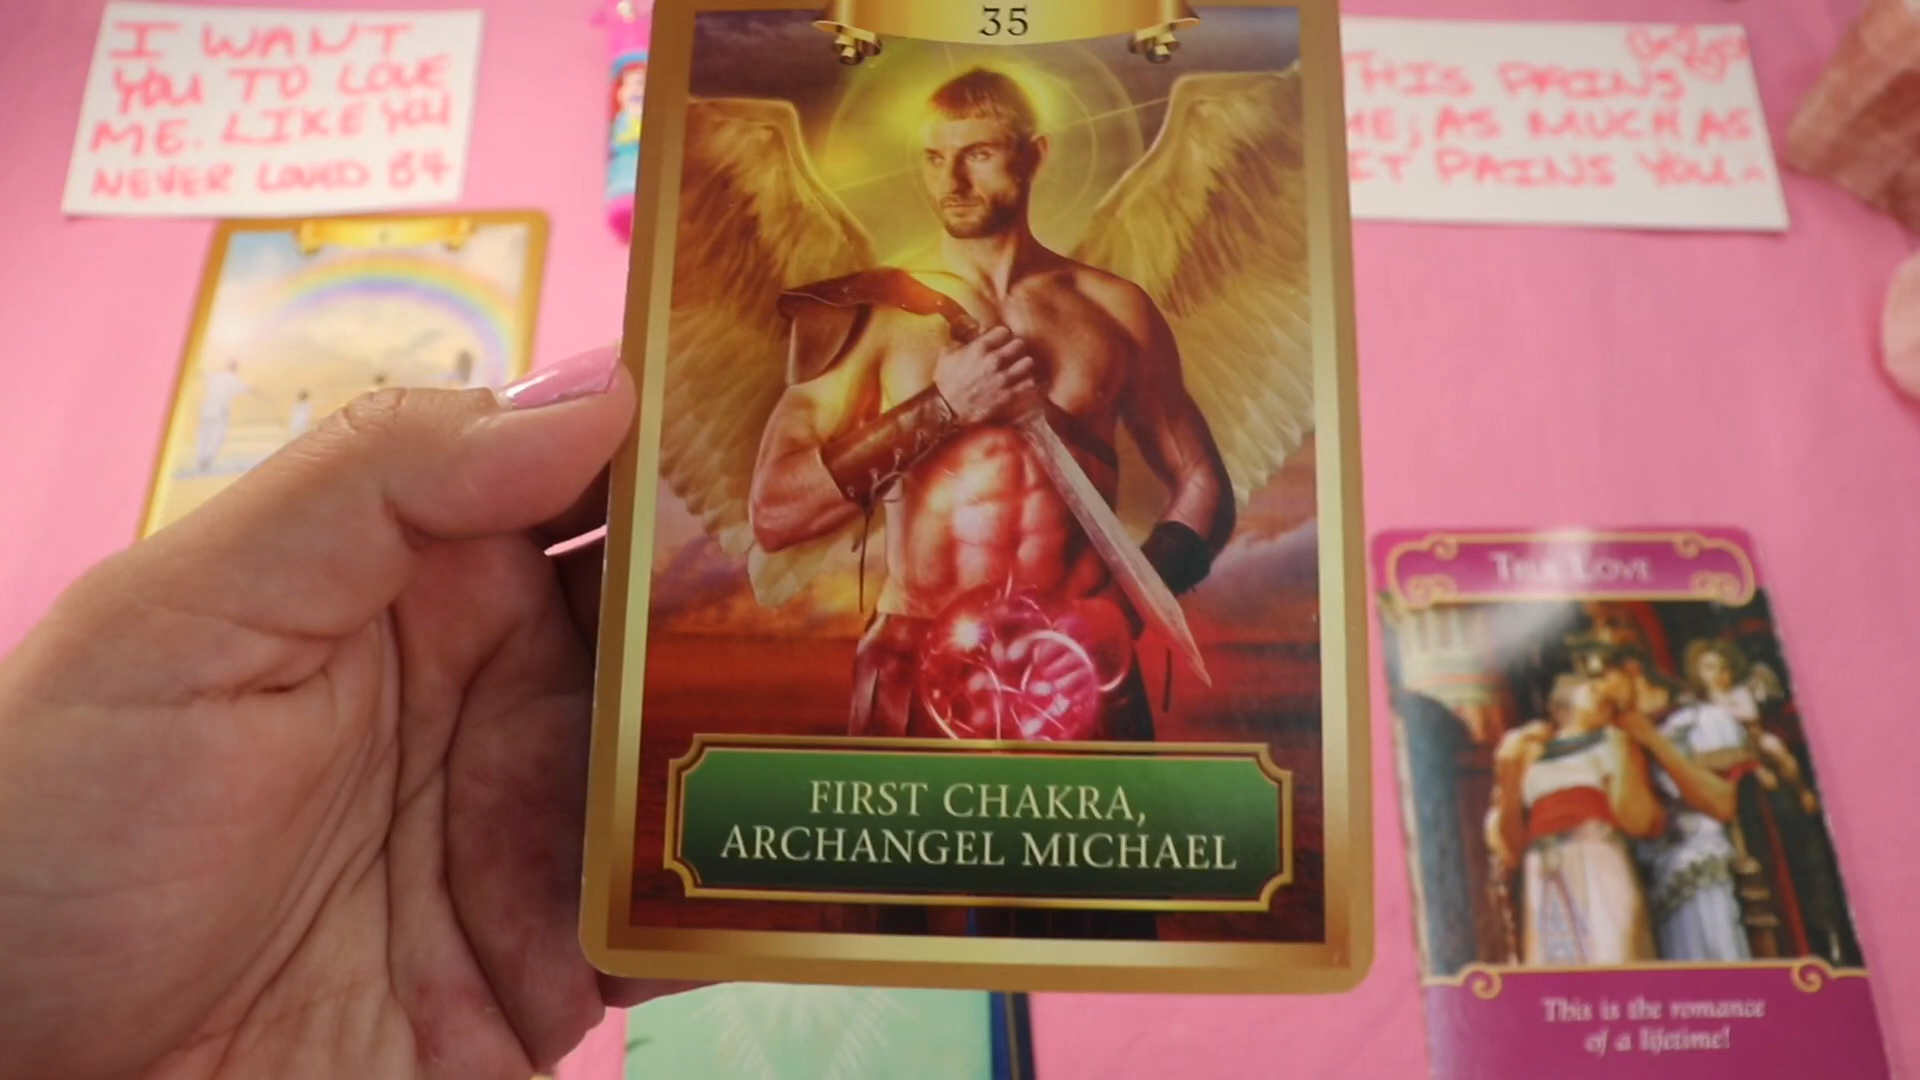 I WANT
YOU TO LOVE
ME. LIKE YOU
NEVER LOVED B4
35
THIS PAINS
ME; AS MUCH AS
IT PAINS YOU
FIRST CHAKRA,
ARCHANGEL MICHAEL
TRUE LOVE
This is the romance
of a lifetime!